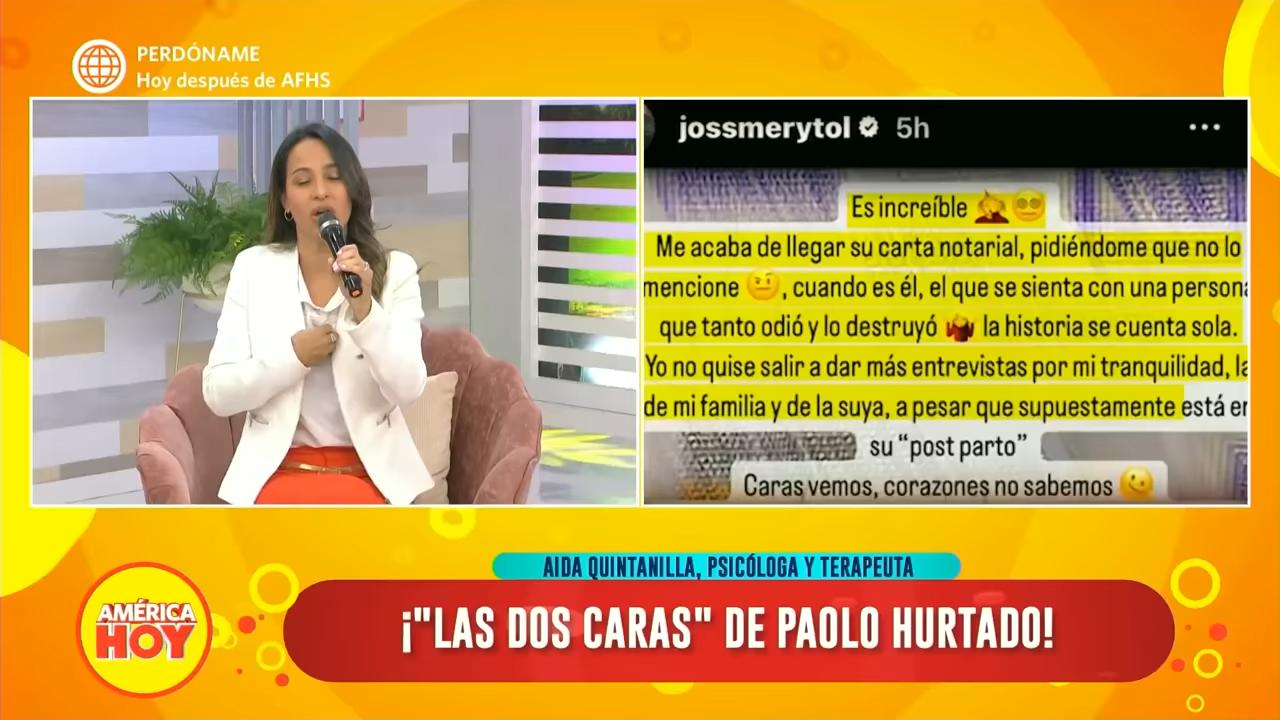 PERDÓNAME
Hoy después de AFHS
jossmerytol 5h
Es increíble
Me acaba de llegar su carta notarial, pidiéndome que no lo
mencione , cuando es él, el que se sienta con una persona
que tanto odió y lo destruyó la historia se cuenta sola.
Yo no quise salir a dar más entrevistas por mi tranquilidad, la
de mi familia y de la suya, a pesar que supuestamente está en
su “post parto”
Caras vemos, corazones no sabemos
AIDA QUINTANILLA, PSICÓLOGA Y TERAPEUTA
¡"LAS DOS CARAS" DE PAOLO HURTADO!
AMÉRICA
HOY